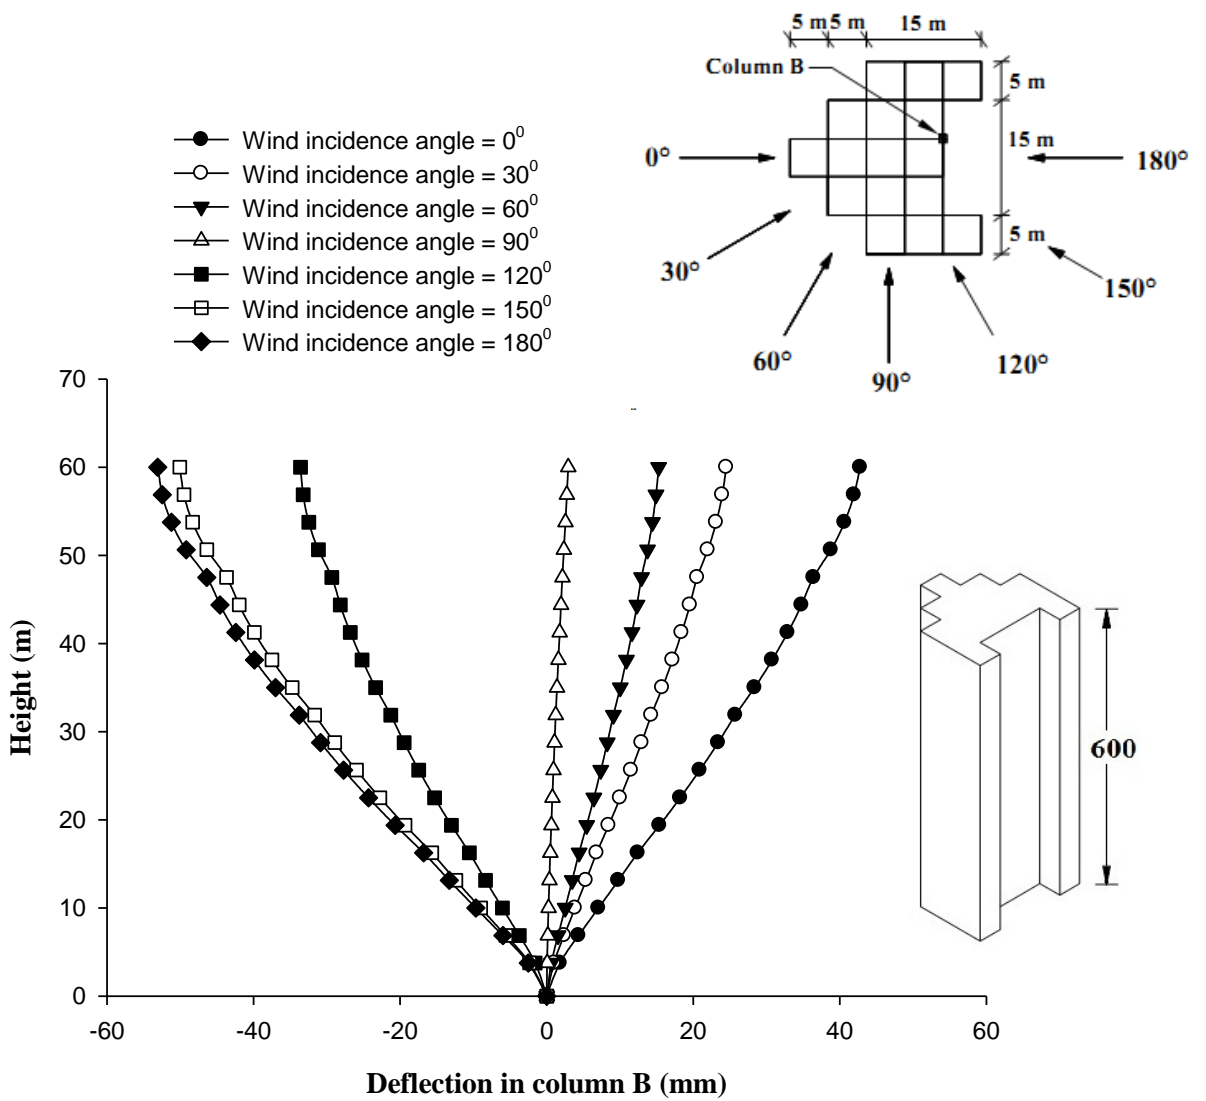 5 m 5 m 15 m
Column B
5 m
15 m
5 m
0°
180°
30°
150°
60°
120°
90°
Wind incidence angle = 0⁰
Wind incidence angle = 30⁰
Wind incidence angle = 60⁰
Wind incidence angle = 90⁰
Wind incidence angle = 120⁰
Wind incidence angle = 150⁰
Wind incidence angle = 180⁰
70
60
50
40
30
20
10
0
Height (m)
600
-60 -40 -20 0 20 40 60
Deflection in column B (mm)